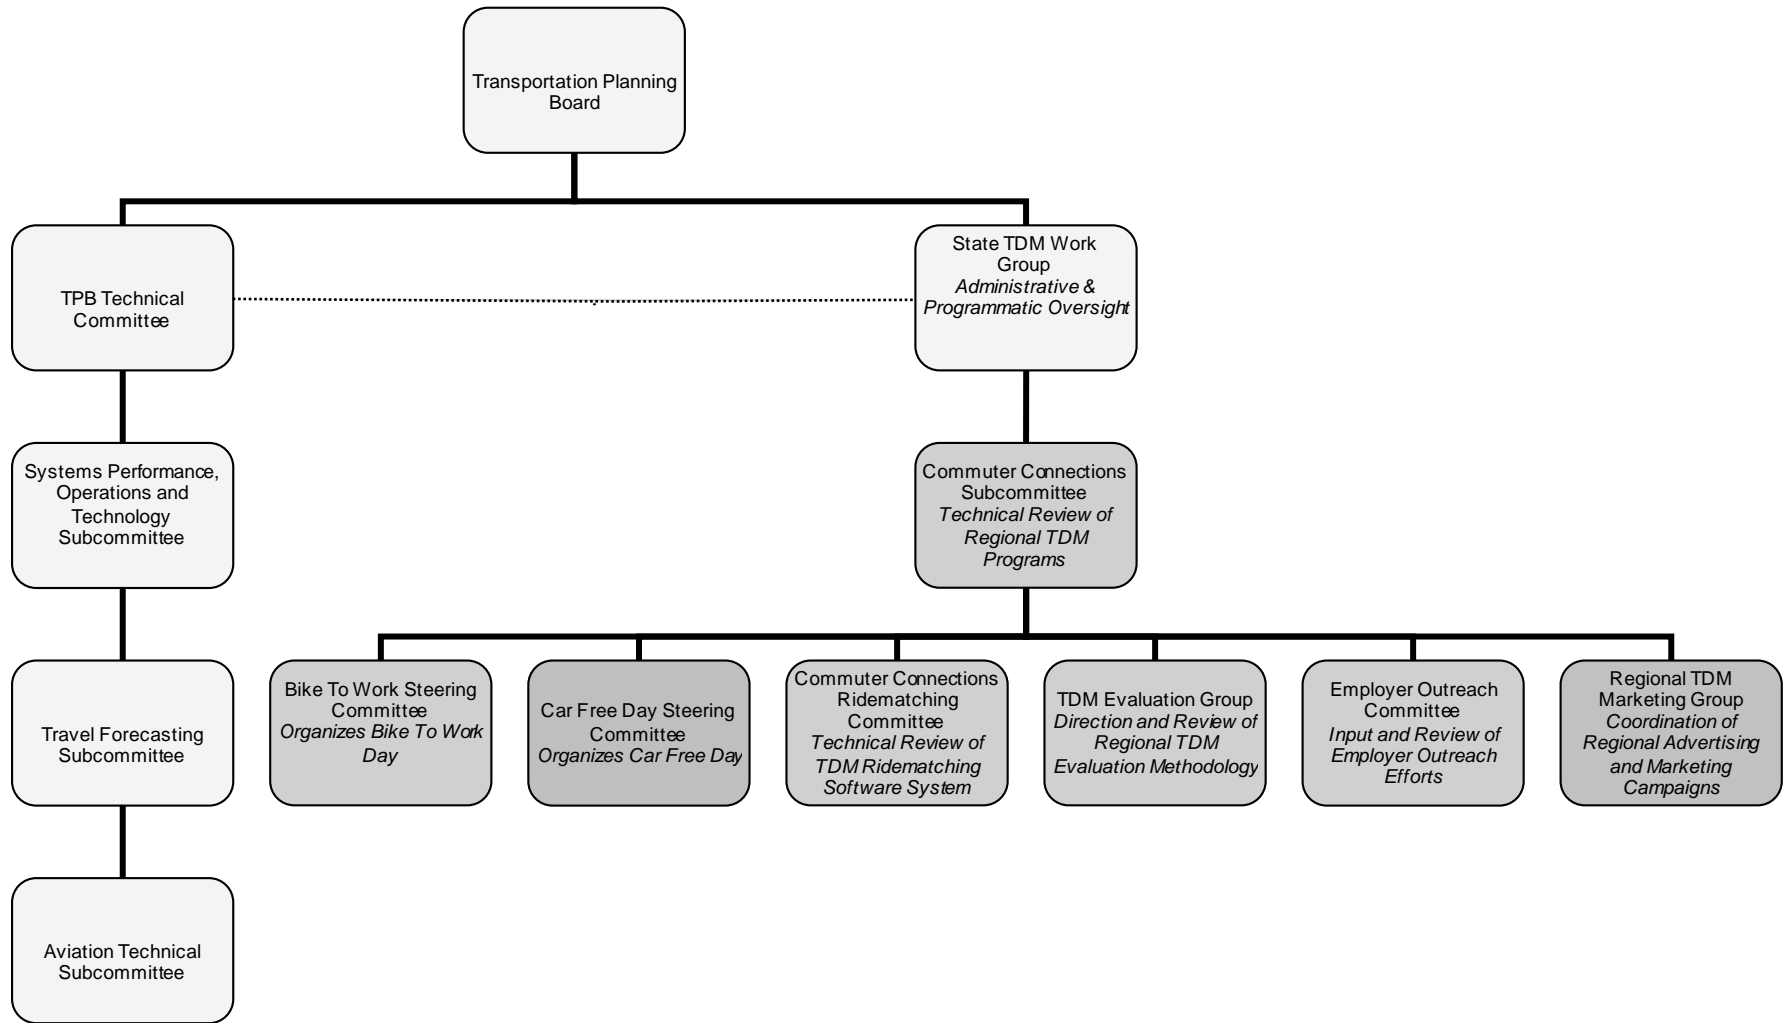 Transportation Planning
Board
TPB Technical
Committee
State TDM Work
Group
Administrative &
Programmatic Oversight
Systems Performance,
Operations and
Technology
Subcommittee
Commuter Connections
Subcommittee
Technical Review of
Regional TDM
Programs
Travel Forecasting
Subcommittee
Bike To Work Steering
Committee
Organizes Bike To Work
Day
Car Free Day Steering
Committee
Organizes Car Free Day
Commuter Connections
Ridematching
Committee
Technical Review of
TDM Ridematching
Software System
TDM Evaluation Group
Direction and Review of
Regional TDM
Evaluation Methodology
Employer Outreach
Committee
Input and Review of
Employer Outreach
Efforts
Regional TDM
Marketing Group
Coordination of
Regional Advertising
and Marketing
Campaigns
Aviation Technical
Subcommittee